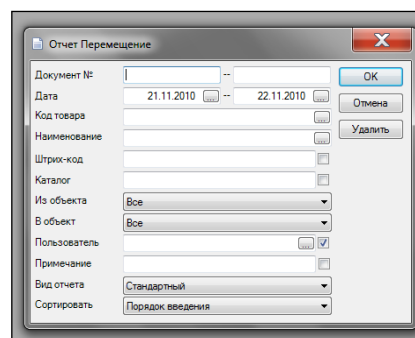 Отчет Перемещение
Документ № --
OK
Дата 21.11.2010 ... -- 22.11.2010 ...
Отмена
Код товара ...
Удалить
Наименование ...
Штрих-код
Каталог
Из объекта Все
В объект Все
Пользователь ...
Примечание
Вид отчета Стандартный
Сортировать Порядок введения